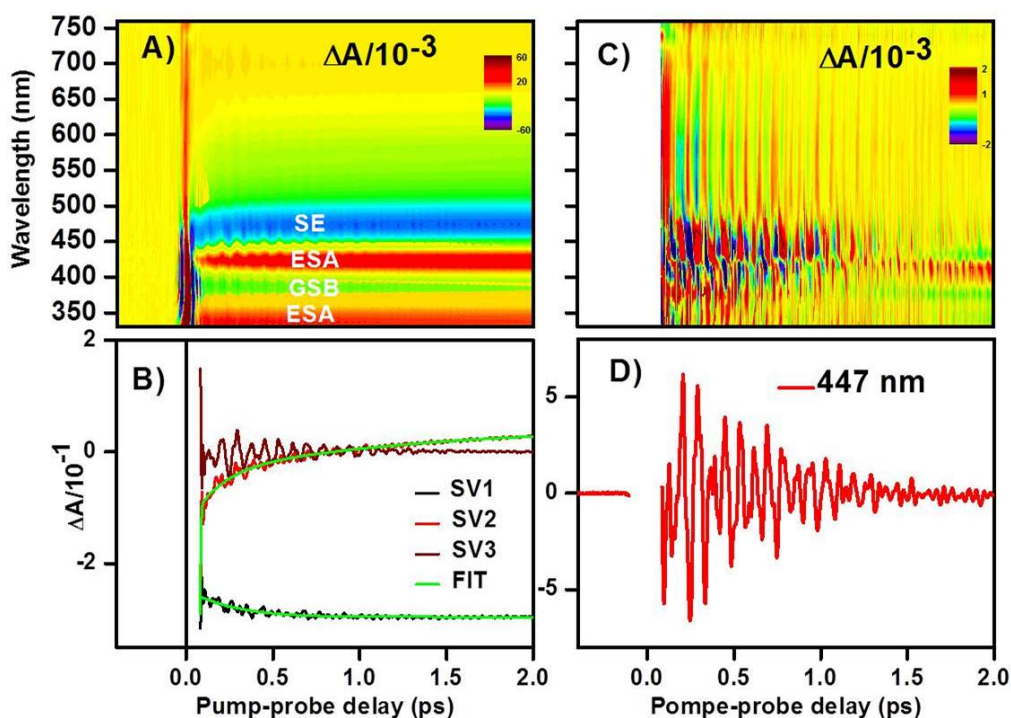 A)
ΔA/10-3
60
20
-60
750
700
650
600
550
500
450
400
350
Wavelength (nm)
SE
ESA
GSB
ESA
C)
ΔA/10-3
2
1
-2
B)
2
0
-2
ΔA/10-1
SV1
SV2
SV3
FIT
0.0 0.5 1.0 1.5 2.0
Pump-probe delay (ps)
D)
447 nm
5
0
-5
0.0 0.5 1.0 1.5 2.0
Pompe-probe delay (ps)